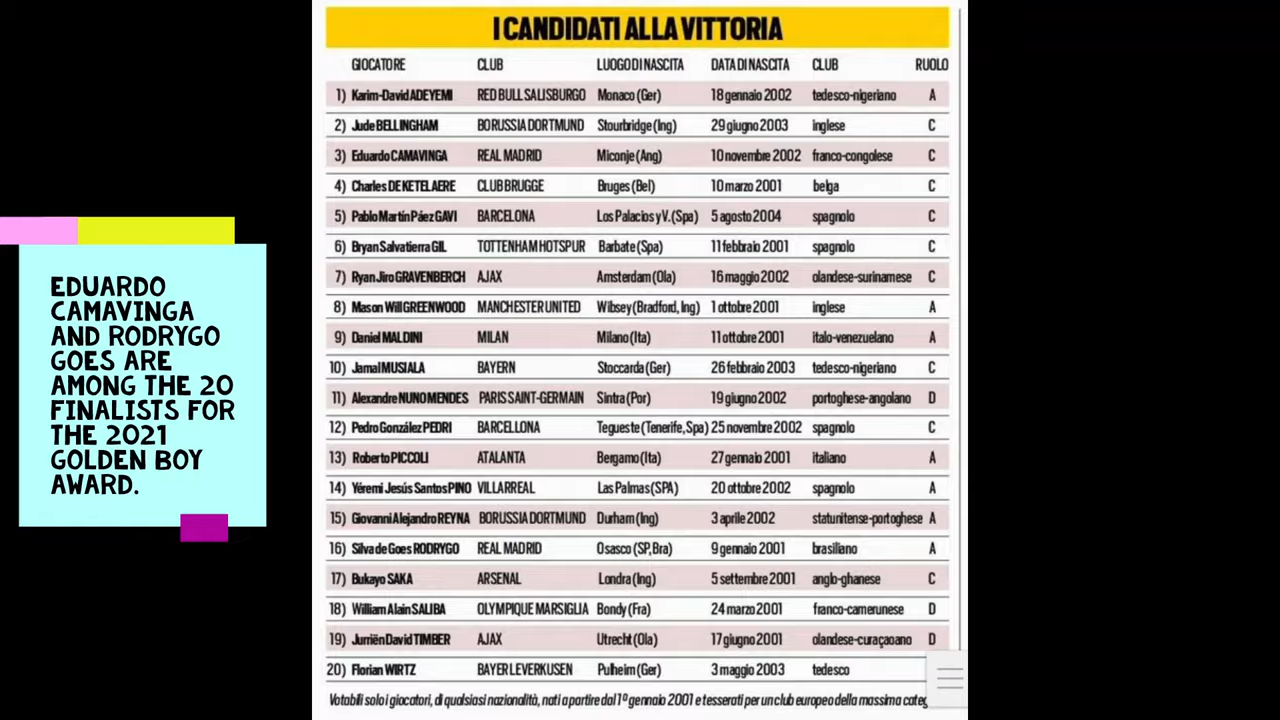 EDUARDO
CAMAVINGA
AND RODRYGO
GOES ARE
AMONG THE 20
FINALISTS FOR
THE 2021
GOLDEN BOY
AWARD.
I CANDIDATI ALLA VITTORIA
GIOCATORE CLUB LUOGO DI NASCITA DATA DI NASCITA CLUB RUOLO
1) Karim-David ADEYEMI RED BULL SALISBURGO Monaco (Ger) 18 gennaio 2002 tedesco-nigeriano A
2) Jude BELLINGHAM BORUSSIA DORTMUND Stourbridge (Ing) 29 giugno 2003 inglese C
3) Eduardo CAMAVINGA REAL MADRID Miconje (Ang) 10 novembre 2002 franco-congolese C
4) Charles DE KETELAERE CLUB BRUGGE Bruges (Bel) 10 marzo 2001 belga C
5) Pablo Martín Páez GAVI BARCELONA Los Palacios y V. (Spa) 5 agosto 2004 spagnolo C
6) Bryan Salvatierra GIL TOTTENHAM HOTSPUR Barbate (Spa) 11 febbraio 2001 spagnolo C
7) Ryan Jiro GRAVENBERCH AJAX Amsterdam (Ola) 16 maggio 2002 olandese-surinamese C
8) Mason Will GREENWOOD MANCHESTER UNITED Wibsey (Bradford, Ing) 1 ottobre 2001 inglese A
9) Daniel MALDINI MILAN Milano (Ita) 11 ottobre 2001 italo-venezuelano A
10) Jamal MUSIALA BAYERN Stoccarda (Ger) 26 febbraio 2003 tedesco-nigeriano C
11) Alexandre NUNO MENDES PARIS SAINT-GERMAIN Sintra (Por) 19 giugno 2002 portoghese-angolano D
12) Pedro González PEDRI BARCELLONA Tegueste (Tenerife, Spa) 25 novembre 2002 spagnolo C
13) Roberto PICCOLI ATALANTA Bergamo (Ita) 27 gennaio 2001 italiano A
14) Yéremi Jesús Santos PINO VILLARREAL Las Palmas (SPA) 20 ottobre 2002 spagnolo A
15) Giovanni Alejandro REYNA BORUSSIA DORTMUND Durham (Ing) 3 aprile 2002 statunitense-portoghese A
16) Silva de Goes RODRYGO REAL MADRID Osasco (SP, Bra) 9 gennaio 2001 brasiliano A
17) Bukayo SAKA ARSENAL Londra (Ing) 5 settembre 2001 anglo-ghanese C
18) William Alain SALIBA OLYMPIQUE MARSIGLIA Bondy (Fra) 24 marzo 2001 franco-camerunese D
19) Jurriën David TIMBER AJAX Utrecht (Ola) 17 giugno 2001 olandese-curaçaoano D
20) Florian WIRTZ BAYER LEVERKUSEN Pulheim (Ger) 3 maggio 2003 tedesco
Votabili solo i giocatori, di qualsiasi nazionalità, nati a partire dal 1º gennaio 2001 e tesserati per un club europeo della massima categ